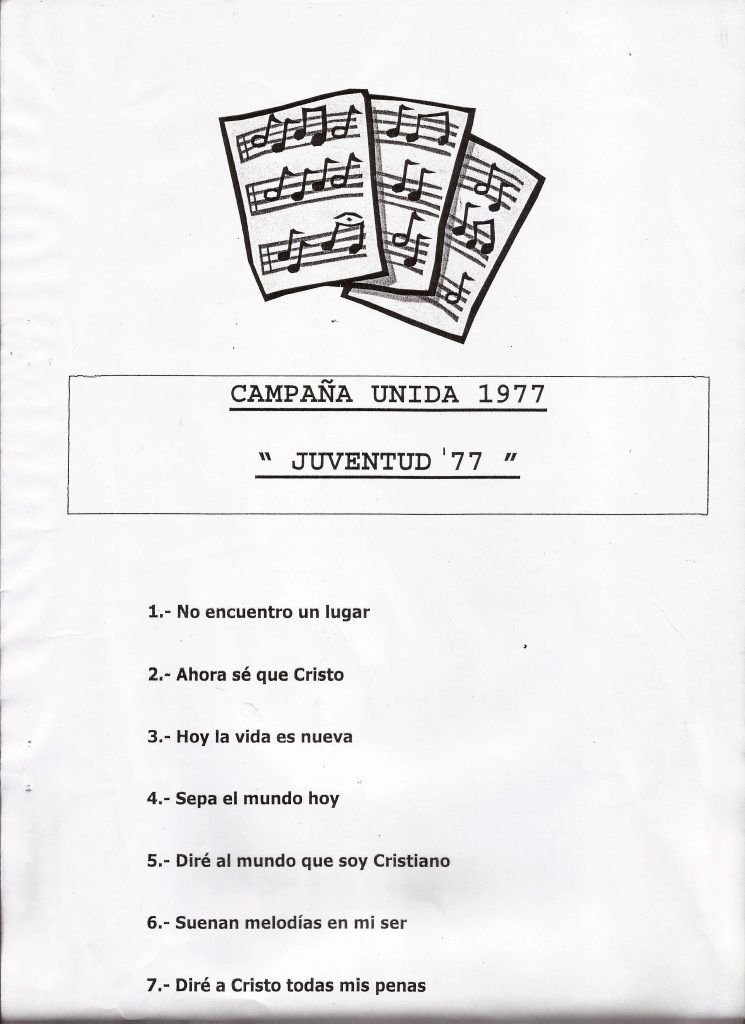 CAMPAÑA UNIDA 1977
“ JUVENTUD '77 ”
1.- No encuentro un lugar
2.- Ahora sé que Cristo
3.- Hoy la vida es nueva
4.- Sepa el mundo hoy
5.- Diré al mundo que soy Cristiano
6.- Suenan melodías en mi ser
7.- Diré a Cristo todas mis penas